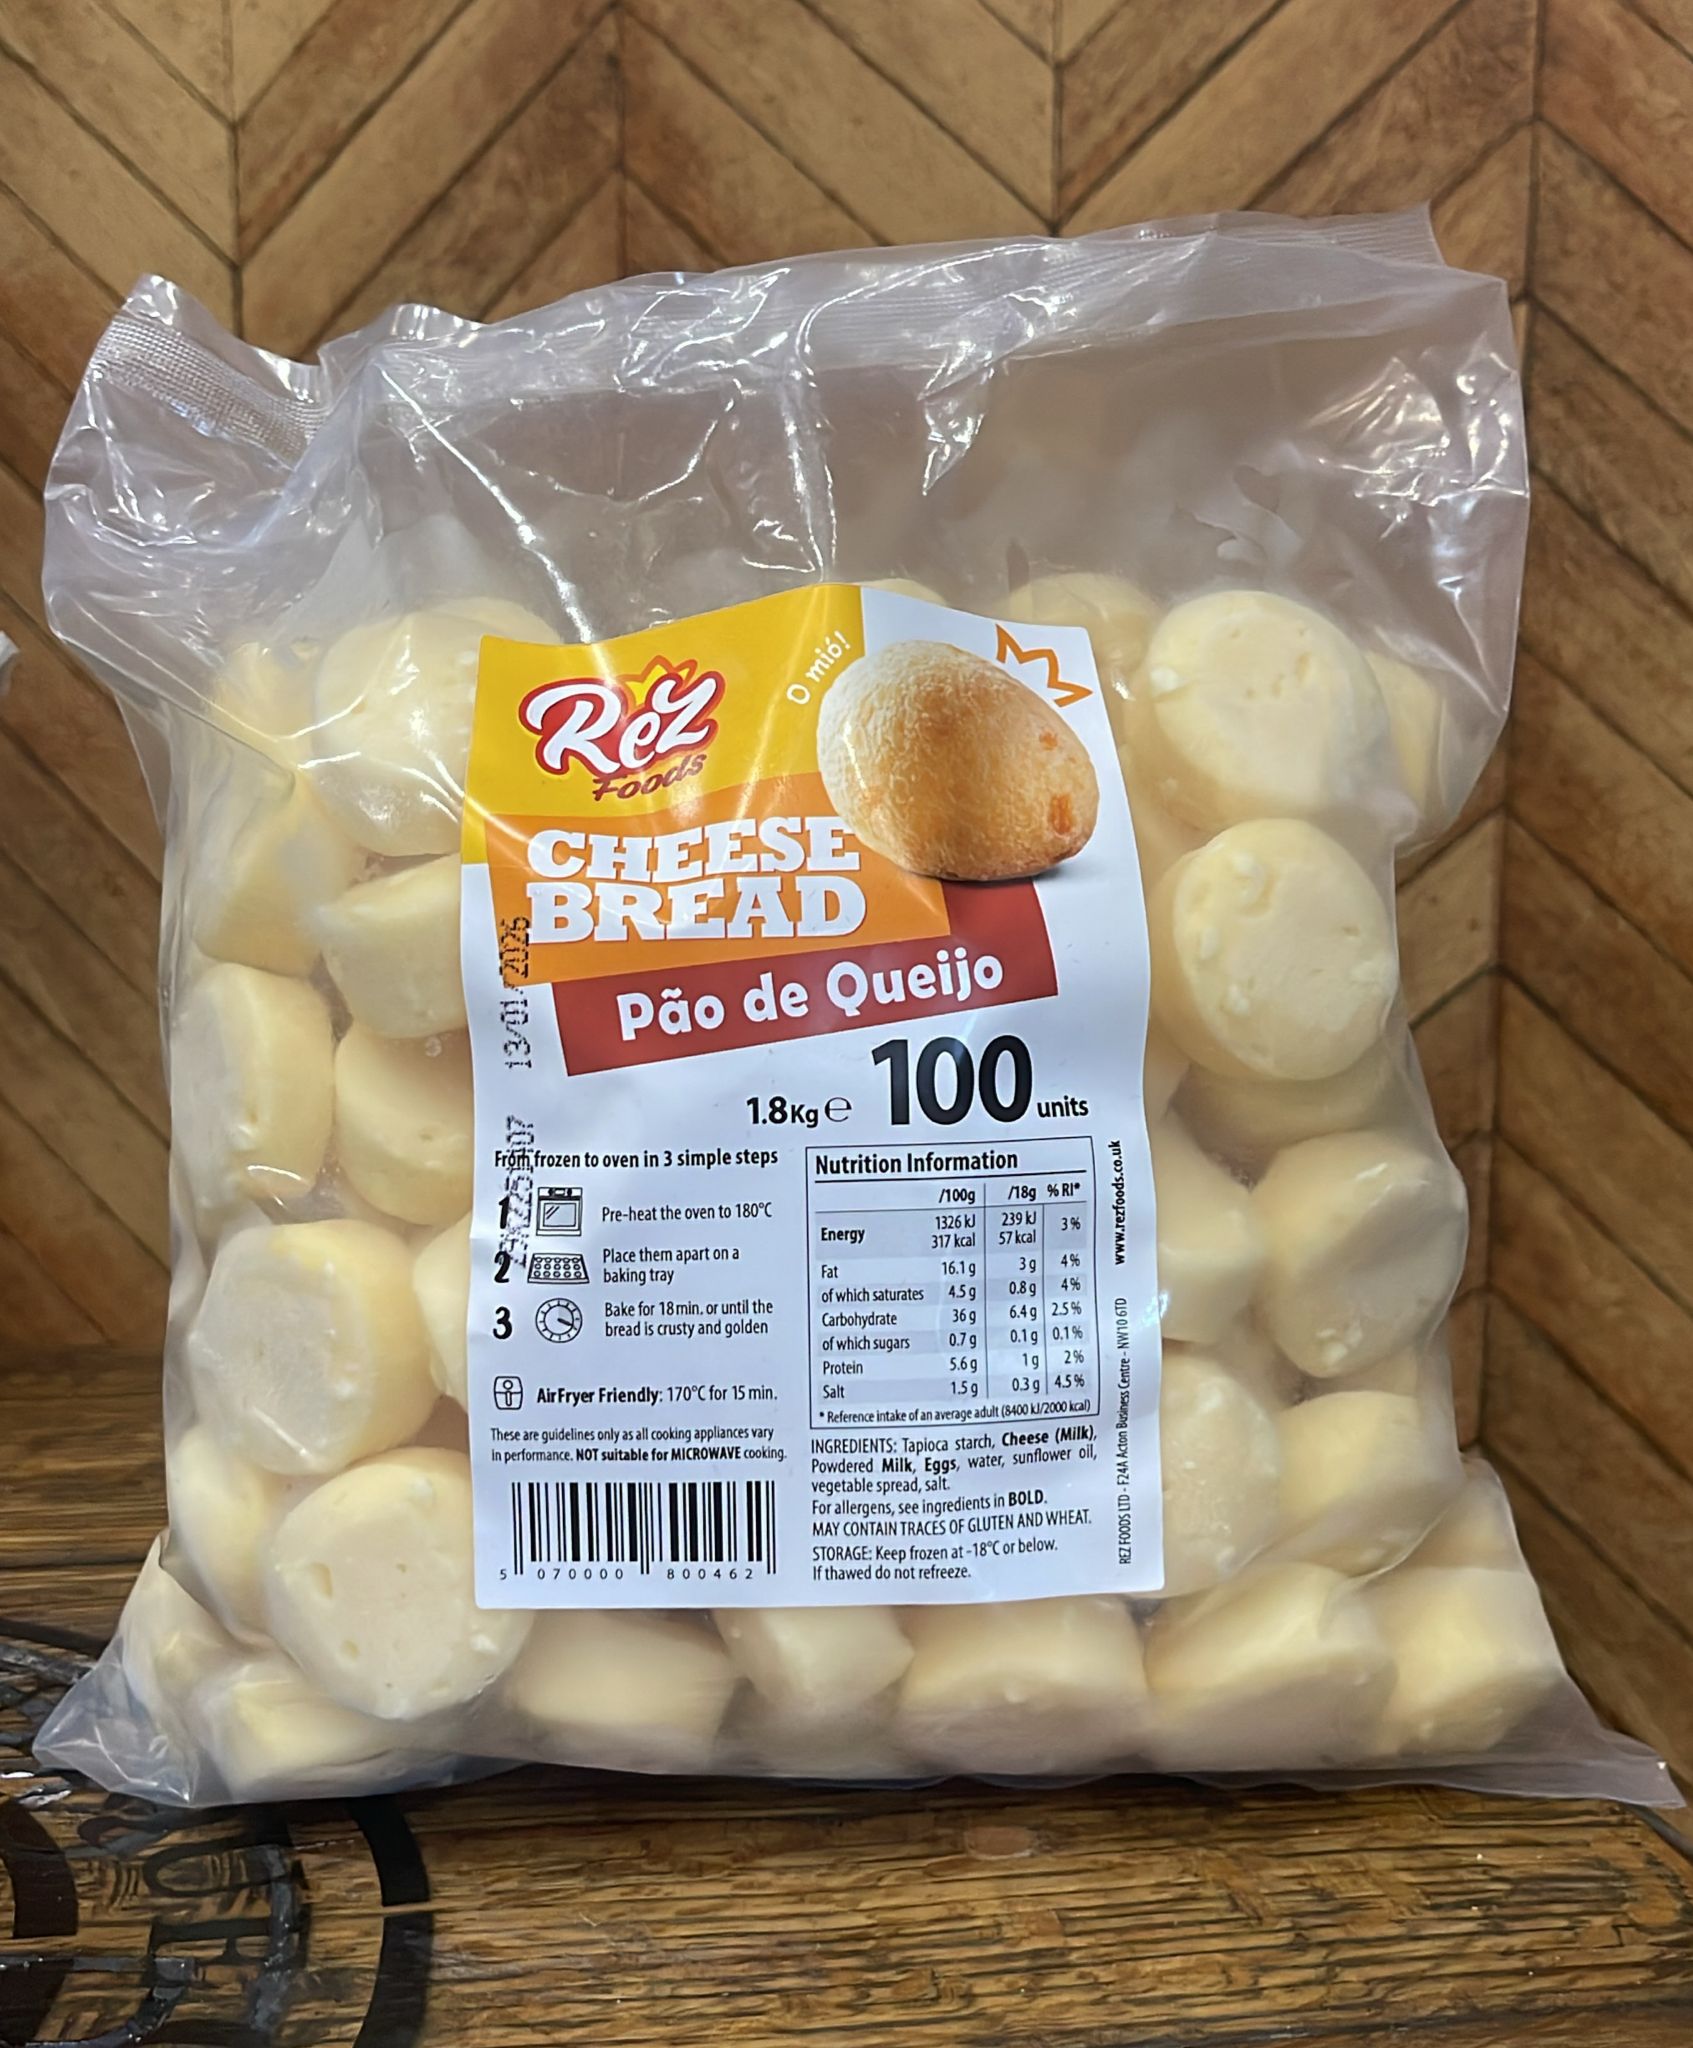 O mió!
Rez
Foods
CHEESE
BREAD
Pão de Queijo
1.8Kg e 100 units
13/01/2026
From frozen to oven in 3 simple steps
1 Pre-heat the oven to 180°C
2 Place them apart on a
baking tray
3 Bake for 18min. or until the
bread is crusty and golden
Air Fryer Friendly: 170°C for 15 min.
These are guidelines only as all cooking appliances vary
in performance. NOT suitable for MICROWAVE cooking.
5 070000 800462
Nutrition Information
/100g /18g % RI*
Energy 1326 kJ 239 kJ 3%
317 kcal 57 kcal
Fat 16.1 g 3 g 4%
of which saturates 4.5 g 0.8 g 4%
Carbohydrate 36 g 6.4 g 2.5%
of which sugars 0.7 g 0.1 g 0.1%
Protein 5.6 g 1 g 2%
Salt 1.5 g 0.3 g 4.5%
* Reference intake of an average adult (8400 kJ/2000 kcal)
INGREDIENTS: Tapioca starch, Cheese (Milk),
Powdered Milk, Eggs, water, sunflower oil,
vegetable spread, salt.
For allergens, see ingredients in BOLD.
MAY CONTAIN TRACES OF GLUTEN AND WHEAT.
STORAGE: Keep frozen at -18°C or below.
If thawed do not refreeze.
REZ FOODS LTD - F24A Acton Business Centre - NW10 6TD www.rezfoods.co.uk